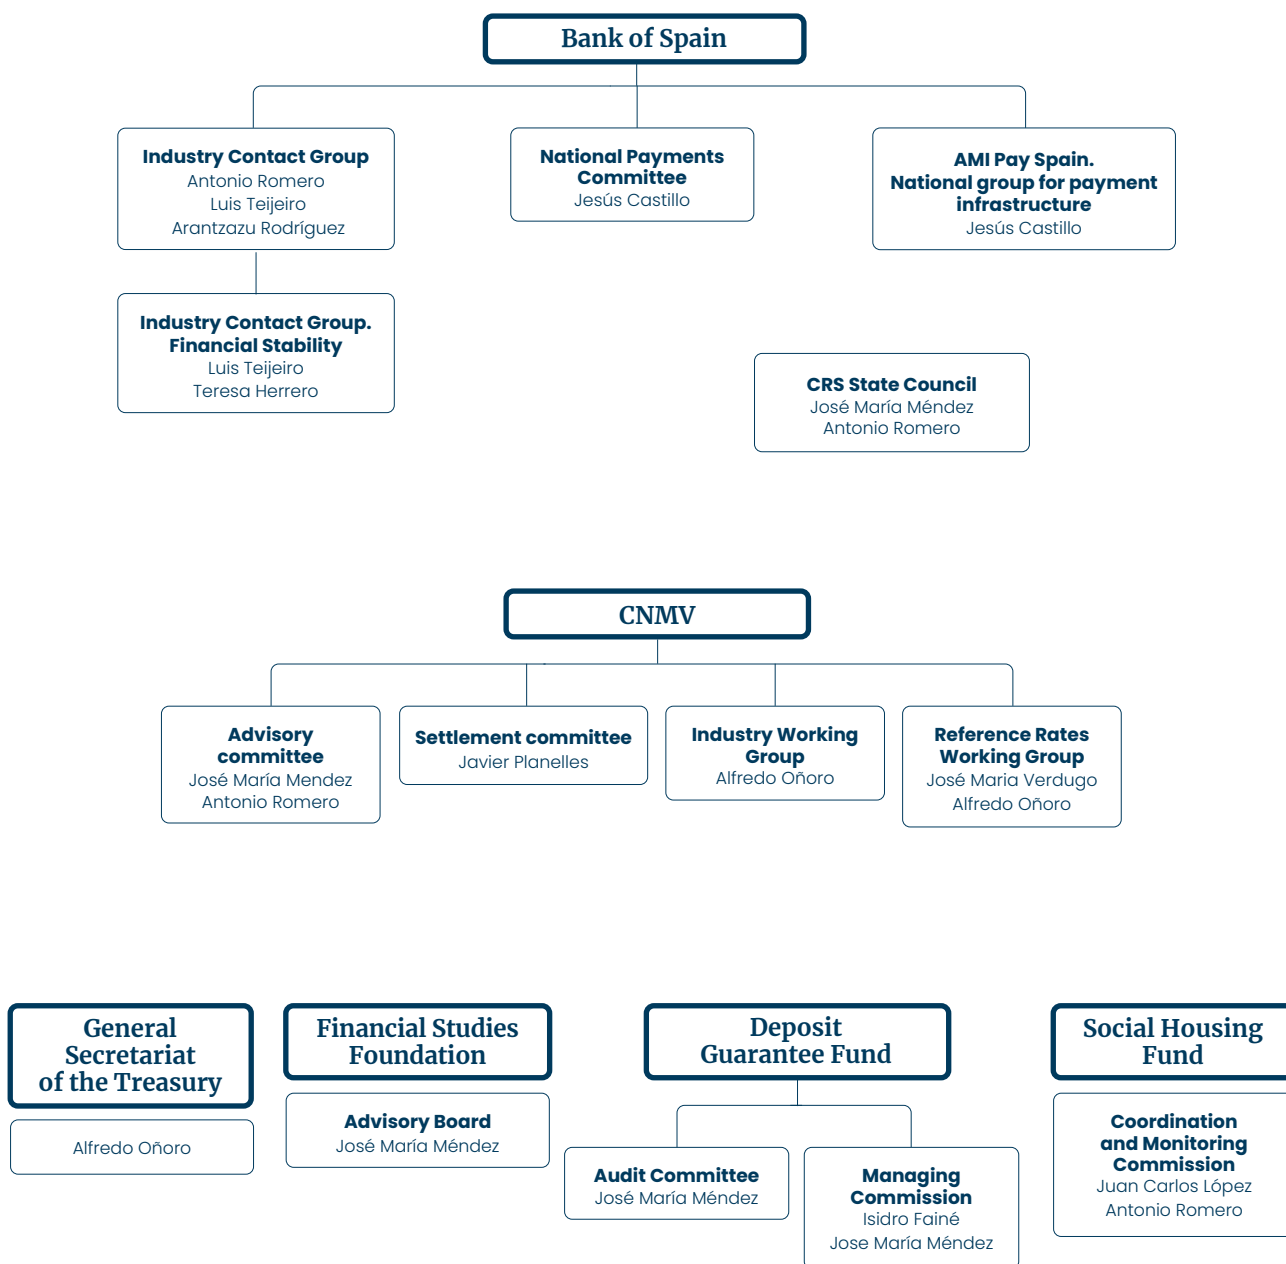 Bank of Spain
Industry Contact Group
Antonio Romero
Luis Teijeiro
Arantzazu Rodríguez
National Payments
Committee
Jesús Castillo
AMI Pay Spain.
National group for payment
infrastructure
Jesús Castillo
Industry Contact Group.
Financial Stability
Luis Teijeiro
Teresa Herrero
CRS State Council
José María Méndez
Antonio Romero
CNMV
Advisory
committee
José María Mendez
Antonio Romero
Settlement committee
Javier Planelles
Industry Working
Group
Alfredo Oñoro
Reference Rates
Working Group
José Maria Verdugo
Alfredo Oñoro
General
Secretariat
of the Treasury
Alfredo Oñoro
Financial Studies
Foundation
Advisory Board
José María Méndez
Deposit
Guarantee Fund
Audit Committee
José María Méndez
Managing
Commission
Isidro Fainé
Jose María Méndez
Social Housing
Fund
Coordination
and Monitoring
Commission
Juan Carlos López
Antonio Romero